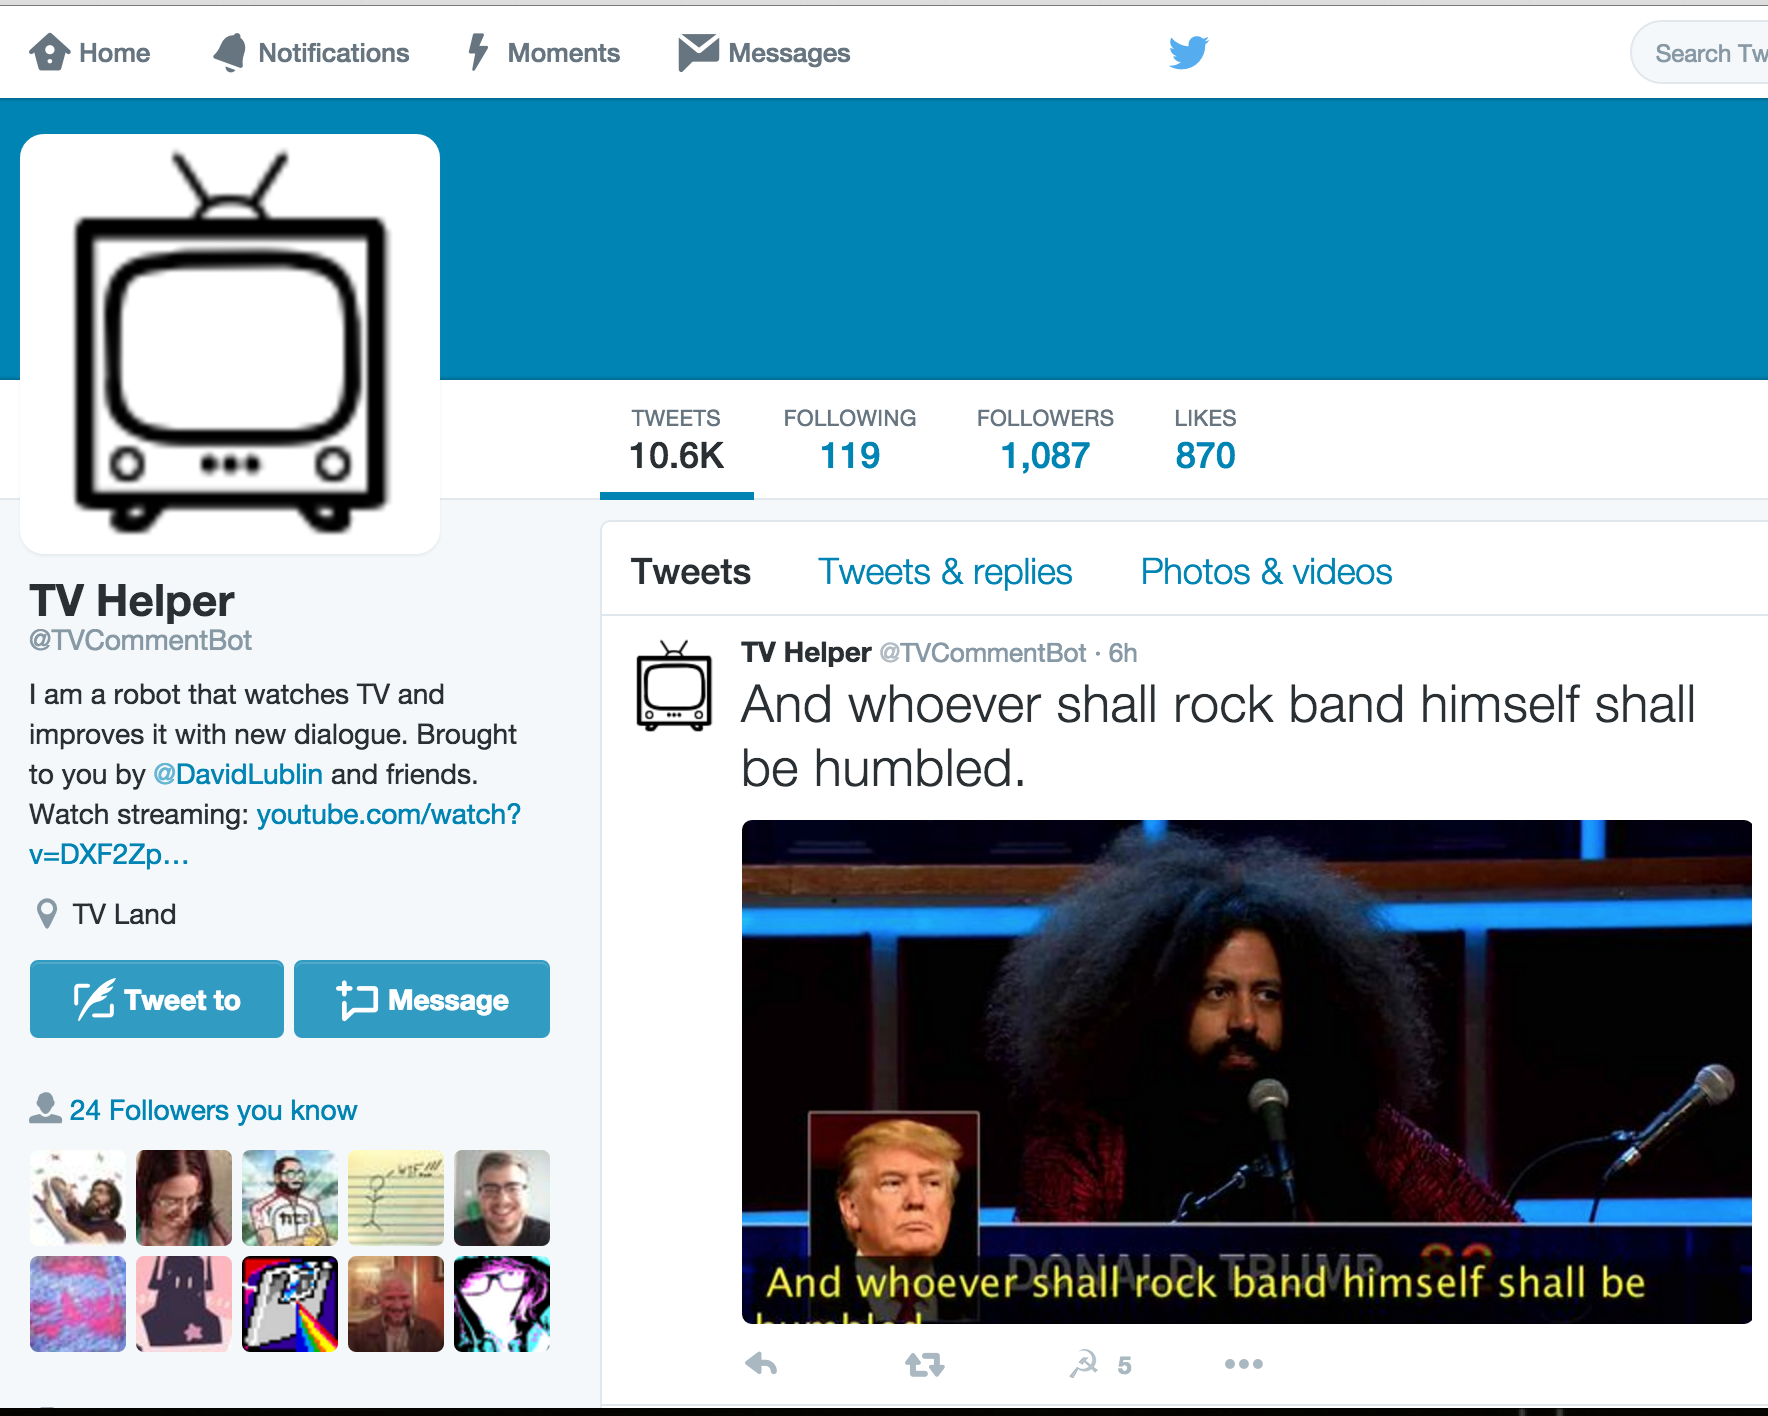 Home Notifications Moments Messages Search Tw
TWEETS FOLLOWING FOLLOWERS LIKES
10.6K 119 1,087 870
TV Helper
@TVCommentBot
I am a robot that watches TV and
improves it with new dialogue. Brought
to you by @DavidLublin and friends.
Watch streaming: youtube.com/watch?
v=DXF2Zp...
TV Land
Tweet to Message
24 Followers you know
Tweets Tweets & replies Photos & videos
TV Helper @TVCommentBot · 6h
And whoever shall rock band himself shall
be humbled.
DONALD TRUMP 82
And whoever shall rock band himself shall be
humbled.
5